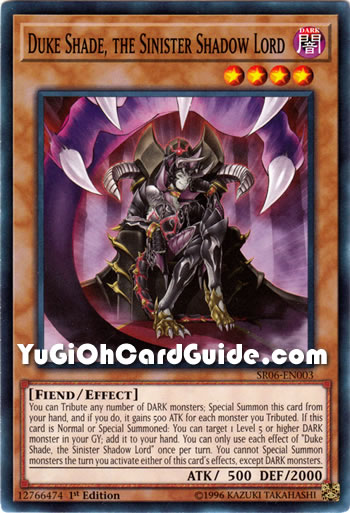 Duke Shade, the Sinister Shadow Lord
DARK
闇
YuGiOhCardGuide.com
SR06-EN003
[Fiend/Effect]
You can Tribute any number of DARK monsters; Special Summon this card
from your hand, and if you do, it gains 500 ATK for each monster you Tributed. If this
card is Normal or Special Summoned: You can target 1 Level 5 or higher DARK
monster in your GY; add it to your hand. You can only use each effect of "Duke
Shade, the Sinister Shadow Lord" once per turn. You cannot Special Summon
monsters the turn you activate either of this card's effects, except DARK monsters.
ATK/ 500 DEF/2000
12766474 1st Edition ©1996 KAZUKI TAKAHASHI